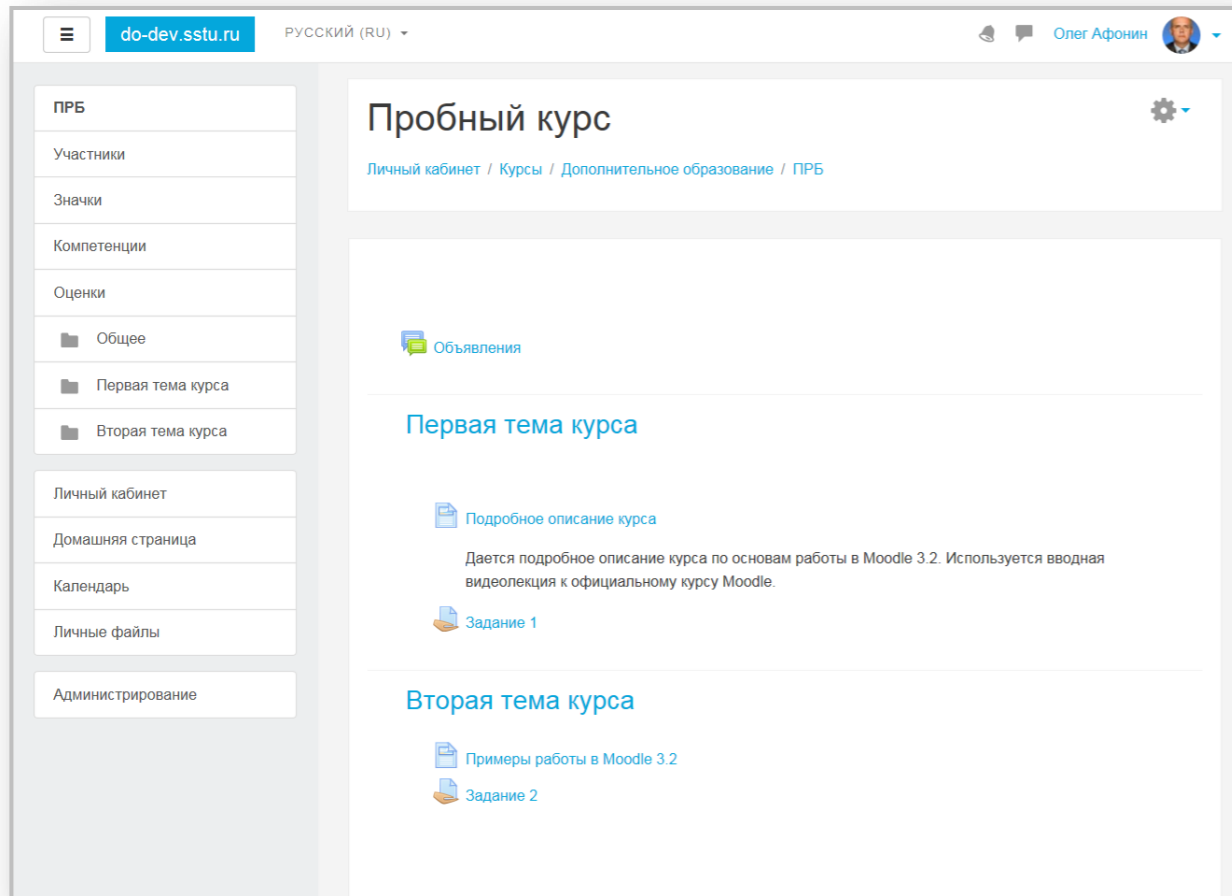 do-dev.sstu.ru
РУССКИЙ (RU)
Олег Афонин
ПРБ
Участники
Значки
Компетенции
Оценки
Общее
Первая тема курса
Вторая тема курса
Личный кабинет
Домашняя страница
Календарь
Личные файлы
Администрирование
Пробный курс
Личный кабинет / Курсы / Дополнительное образование / ПРБ
Объявления
Первая тема курса
Подробное описание курса
Дается подробное описание курса по основам работы в Moodle 3.2. Используется вводная
видеолекция к официальному курсу Moodle.
Задание 1
Вторая тема курса
Примеры работы в Moodle 3.2
Задание 2